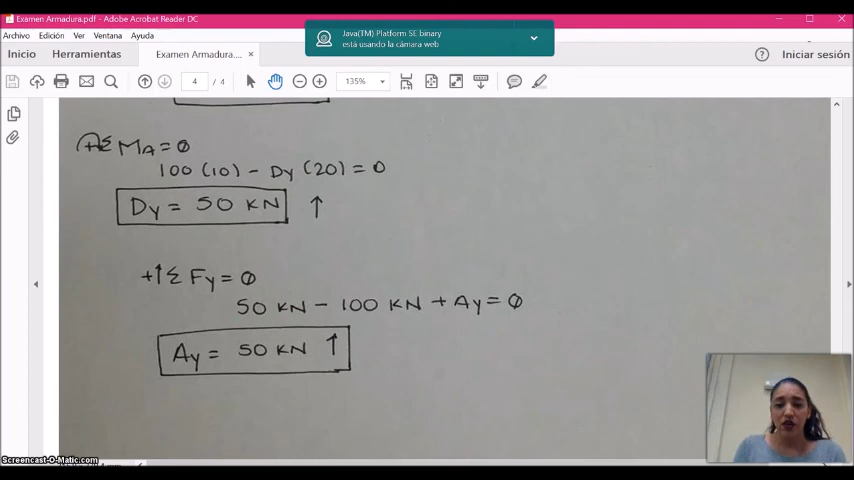 Examen Armadura.pdf - Adobe Acrobat Reader DC
Java(TM) Platform SE binary
está usando la cámara web
Archivo Edición Ver Ventana Ayuda
Inicio Herramientas Examen Armadura.... × Iniciar sesión
4 / 4 135%
+Σ MA = 0
100 (10) - Dy (20) = 0
Dy = 50 KN ↑
+↑Σ Fy = 0
50 KN - 100 KN + Ay = 0
Ay = 50 KN ↑
Screencast-O-Matic.com